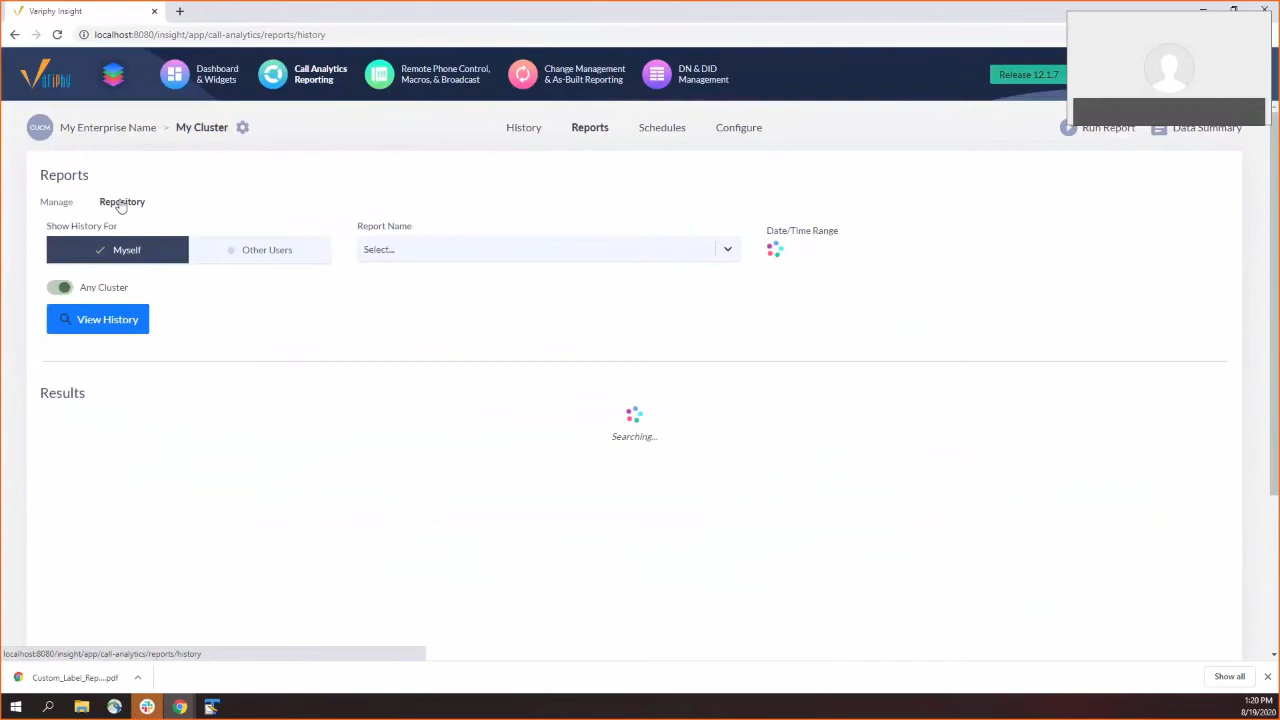 Variphy Insight
localhost:8080/insight/app/call-analytics/reports/history
Variphy
Dashboard
& Widgets
Call Analytics
Reporting
Remote Phone Control,
Macros, & Broadcast
Change Management
& As-Built Reporting
DN & DID
Management
Release 12.1.7
CUCM
My Enterprise Name > My Cluster
History
Reports
Schedules
Configure
Run Report
Data Summary
Reports
Manage
Repository
Show History For
Report Name
Date/Time Range
Myself
Other Users
Select...
Any Cluster
View History
Results
Searching...
localhost:8080/insight/app/call-analytics/reports/history
Custom_Label_Rep....pdf
Show all
1:20 PM
8/19/2020